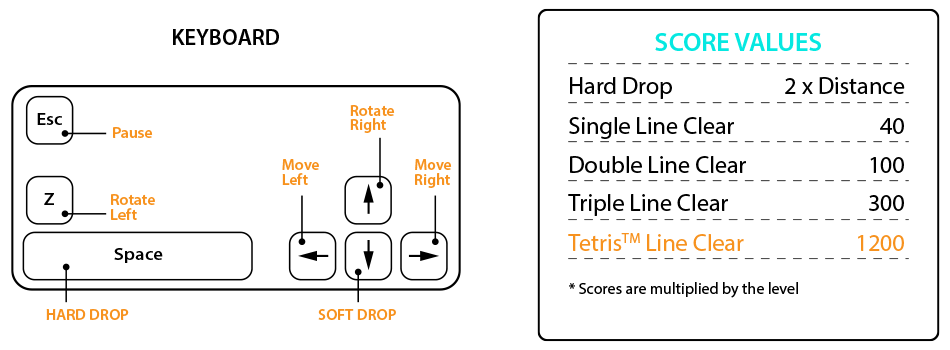 KEYBOARD
Esc
Pause
Rotate
Right
Move
Left
Move
Right
Z
Rotate
Left
Space
HARD DROP
SOFT DROP
SCORE VALUES
Hard Drop 2 x Distance
Single Line Clear 40
Double Line Clear 100
Triple Line Clear 300
Tetris™ Line Clear 1200
* Scores are multiplied by the level